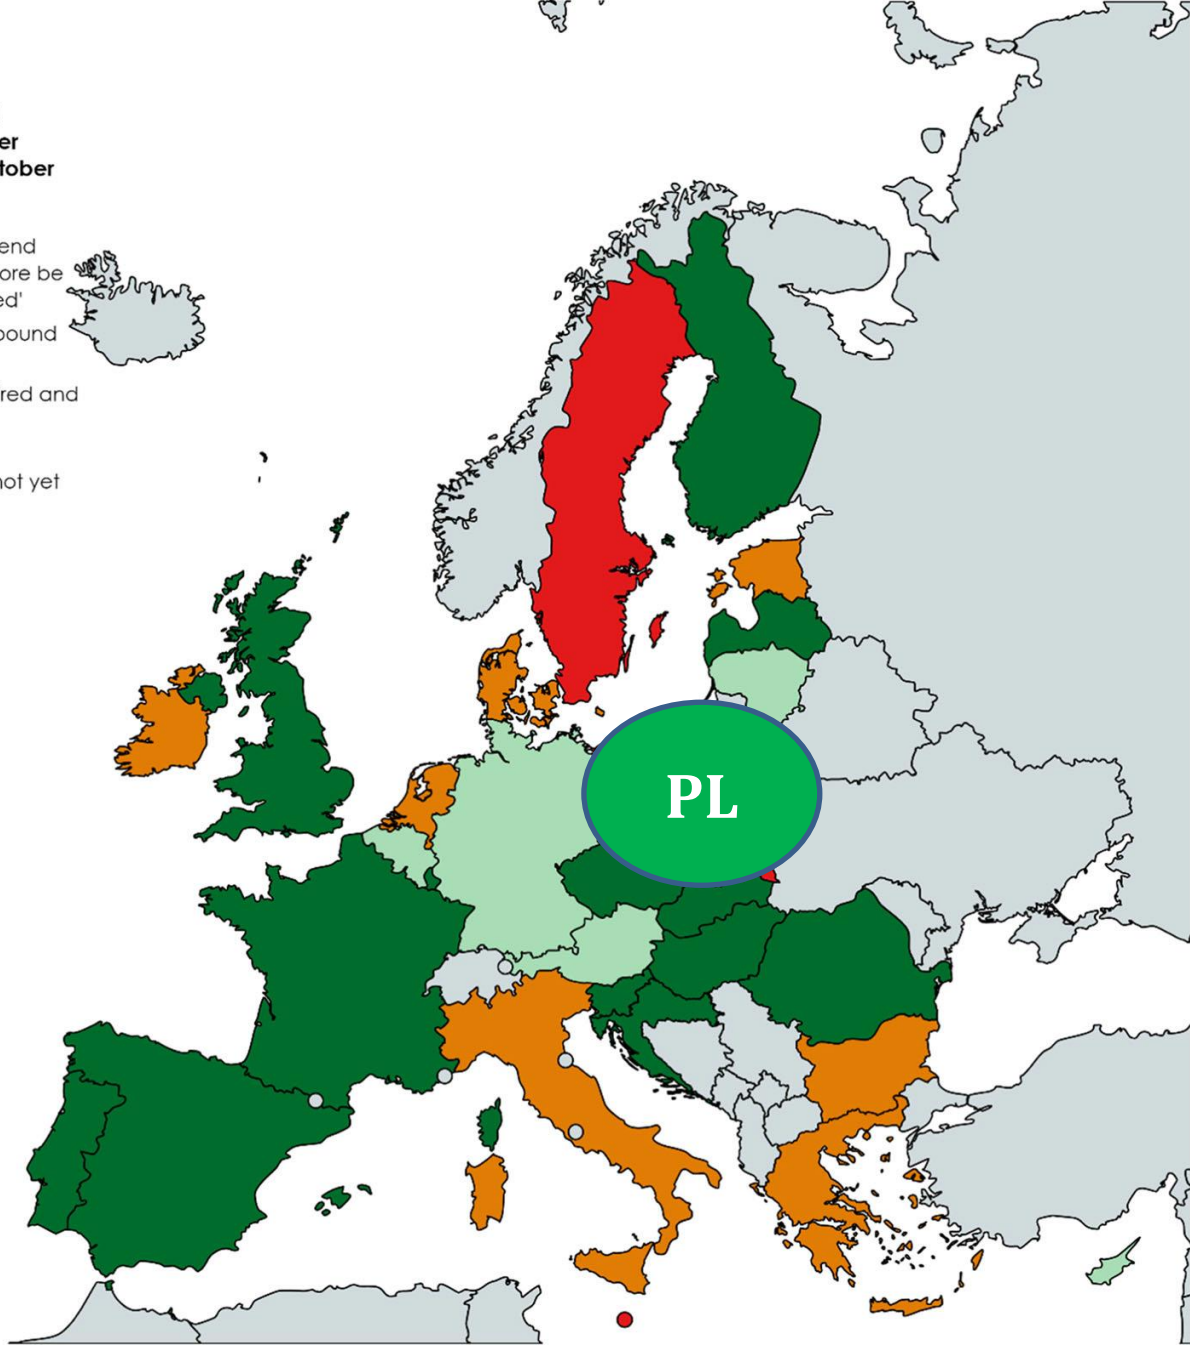 er
tober
end
ore be
ed'
bound
red and
not yet
PL